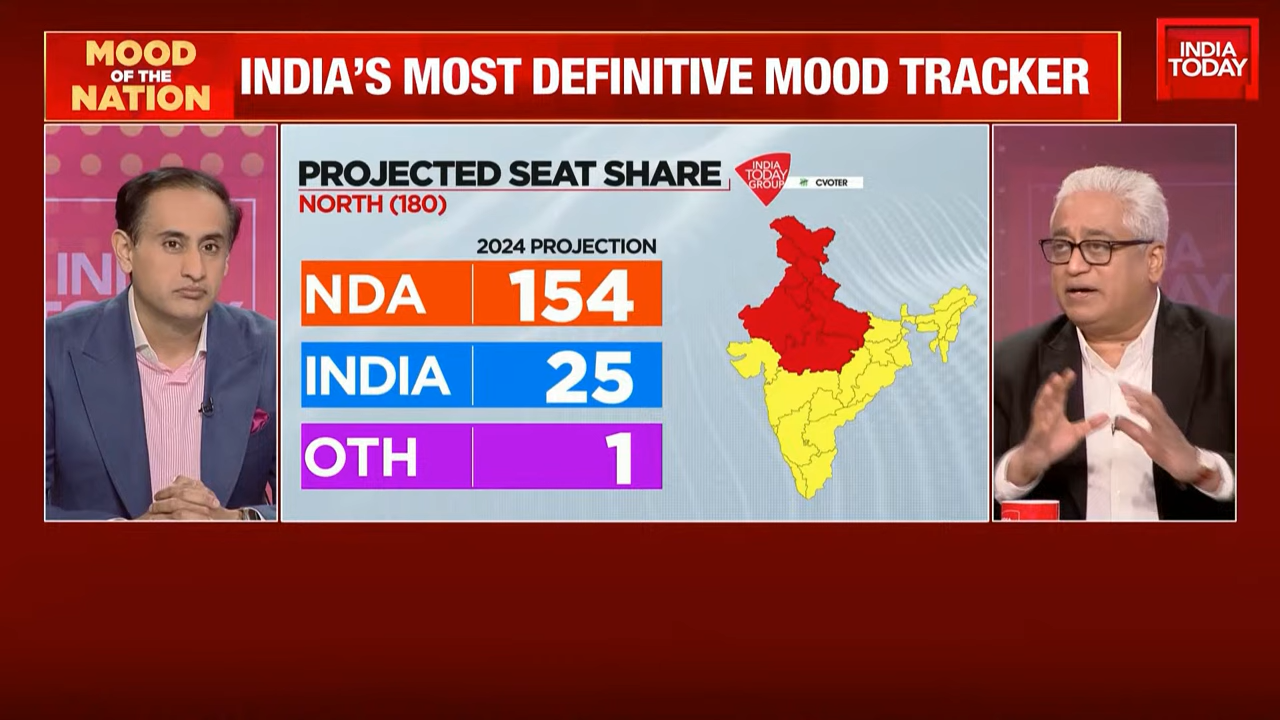 MOOD
OF THE
NATION
INDIA'S MOST DEFINITIVE MOOD TRACKER
INDIA
TODAY
PROJECTED SEAT SHARE
INDIA
TODAY
GROUP
CVOTER
NORTH (180)
2024 PROJECTION
NDA 154
INDIA 25
OTH 1